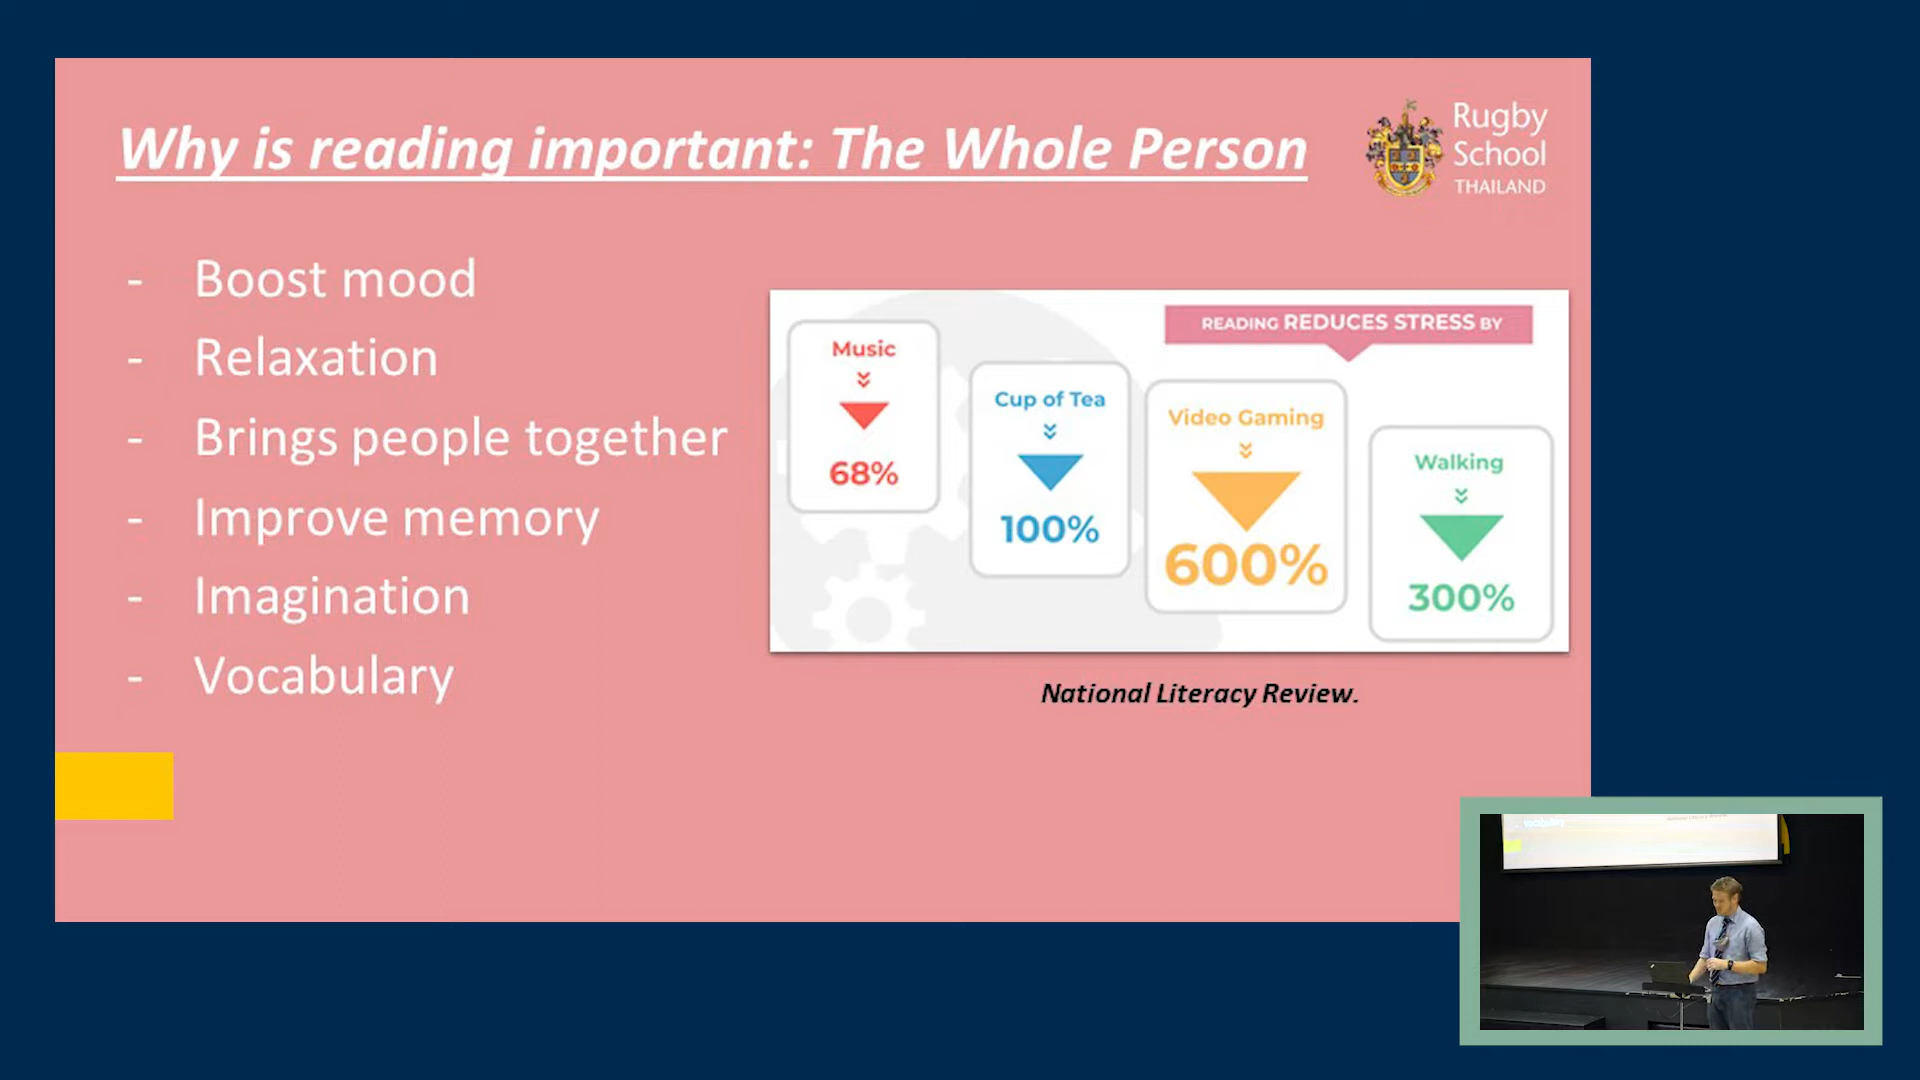 Why is reading important: The Whole Person
Rugby
School
THAILAND
- Boost mood
- Relaxation
- Brings people together
- Improve memory
- Imagination
- Vocabulary
READING REDUCES STRESS BY
Music
68%
Cup of Tea
100%
Video Gaming
600%
Walking
300%
National Literacy Review.
vocabulary